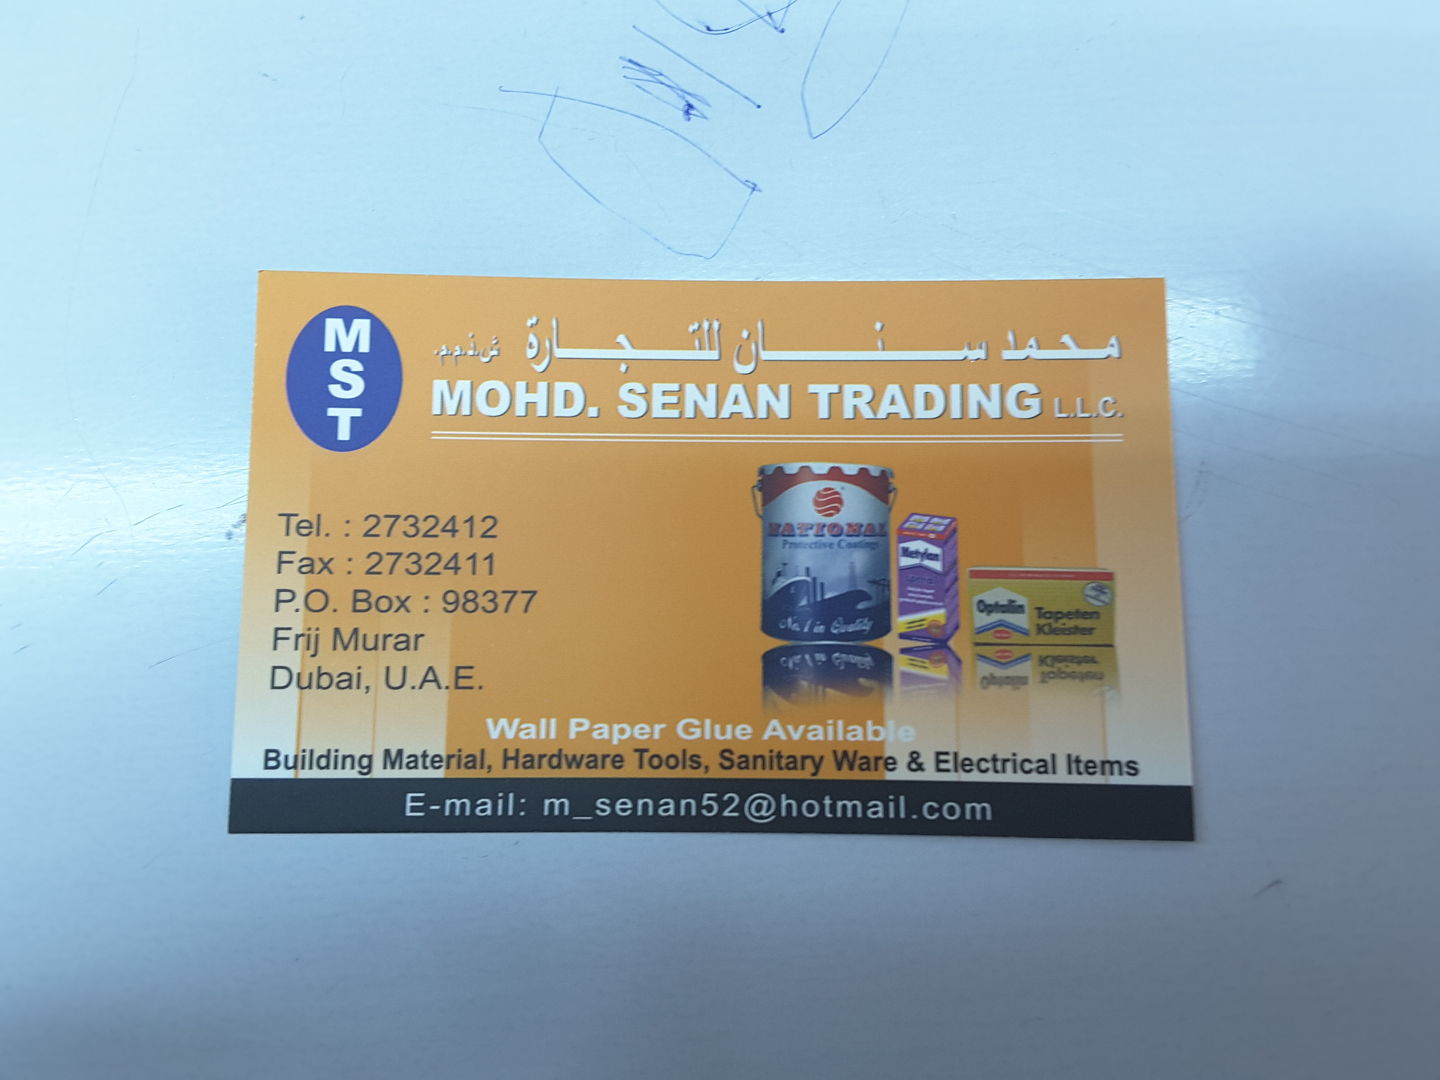 M
S
T
محمد سنان للتجارة ش.ذ.م.م.
MOHD. SENAN TRADING L.L.C.
Tel. : 2732412
Fax : 2732411
P.O. Box : 98377
Frij Murar
Dubai, U.A.E.
NATIONAL
Protective Coatings
No. 1 in Quality
Metylan
Optalin
Tapeten
Kleister
Wall Paper Glue Available
Building Material, Hardware Tools, Sanitary Ware & Electrical Items
E-mail: m_senan52@hotmail.com